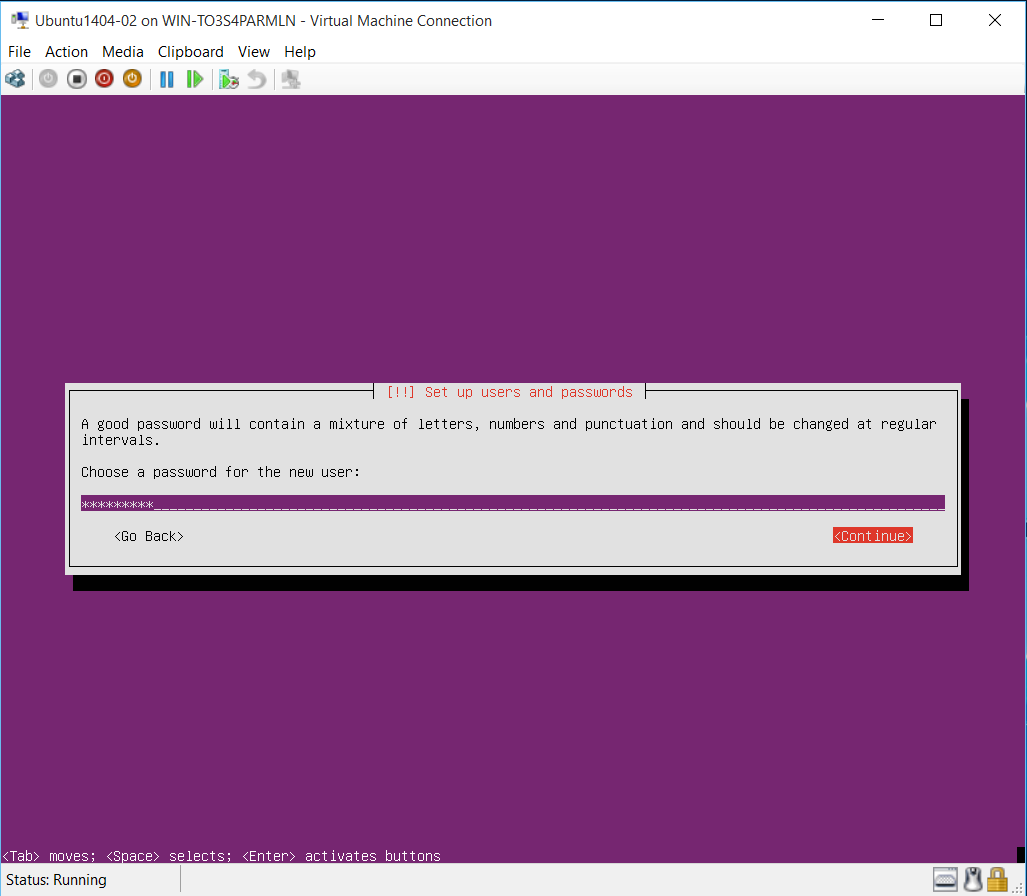 Ubuntu1404-02 on WIN-TO3S4PARMLN - Virtual Machine Connection
File Action Media Clipboard View Help
[!!] Set up users and passwords
A good password will contain a mixture of letters, numbers and punctuation and should be changed at regular
intervals.
Choose a password for the new user:
*********
<Go Back> <Continue>
<Tab> moves; <Space> selects; <Enter> activates buttons
Status: Running